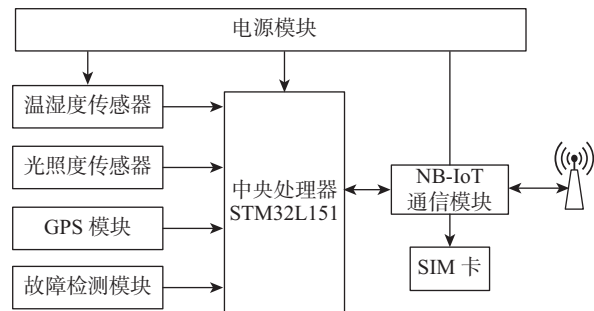 电源模块
温湿度传感器
光照度传感器
GPS 模块
故障检测模块
中央处理器
STM32L151
NB-IoT
通信模块
SIM 卡